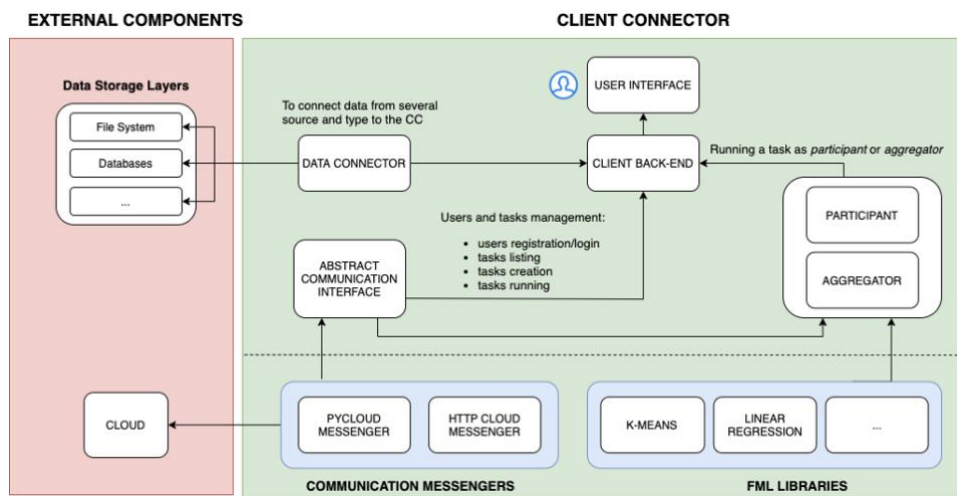 EXTERNAL COMPONENTS
CLIENT CONNECTOR
Data Storage Layers
File System
Databases
...
To connect data from several
source and type to the CC
DATA CONNECTOR
USER INTERFACE
CLIENT BACK-END
Running a task as participant or aggregator
PARTICIPANT
AGGREGATOR
Users and tasks management:
• users registration/login
• tasks listing
• tasks creation
• tasks running
ABSTRACT
COMMUNICATION
INTERFACE
CLOUD
PYCLOUD
MESSENGER
HTTP CLOUD
MESSENGER
K-MEANS
LINEAR
REGRESSION
...
COMMUNICATION MESSENGERS
FML LIBRARIES